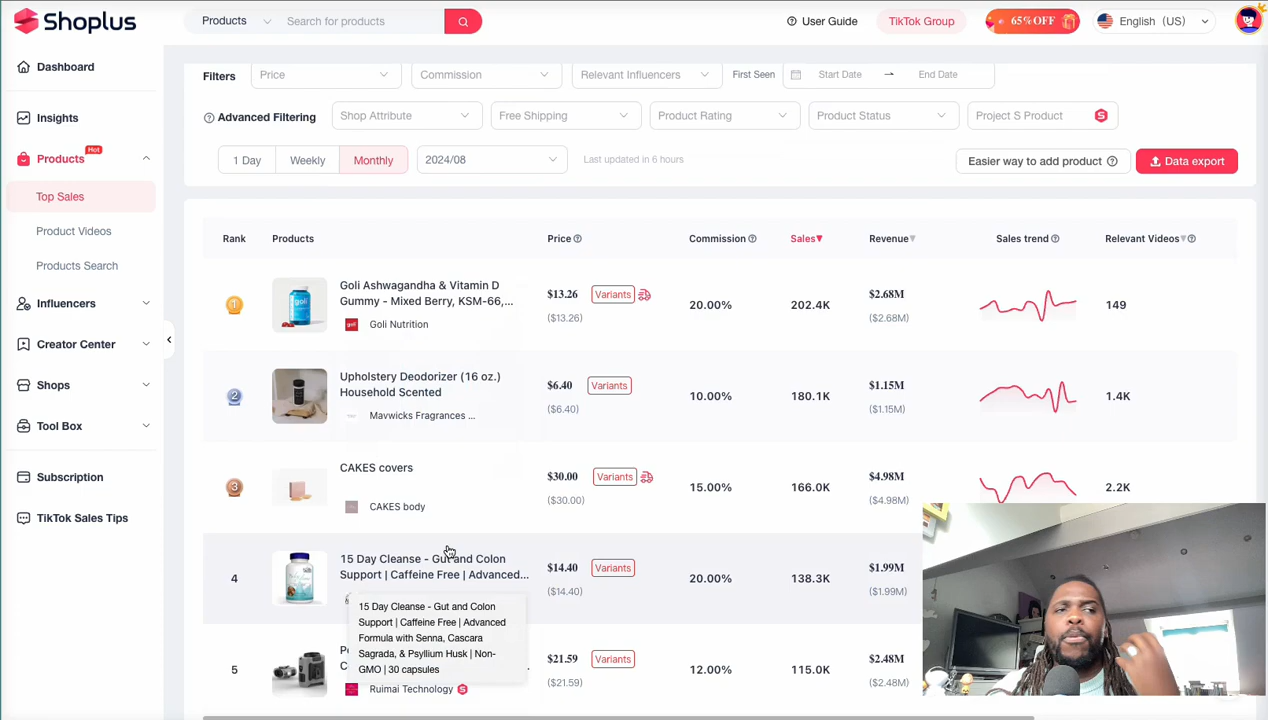 Shoplus
Products
Search for products
User Guide
TikTok Group
65%OFF
English (US)
Dashboard
Insights
Products
Hot
Top Sales
Product Videos
Products Search
Influencers
Creator Center
Shops
Tool Box
Subscription
TikTok Sales Tips
Filters
Price
Commission
Relevant Influencers
First Seen
Start Date
End Date
Advanced Filtering
Shop Attribute
Free Shipping
Product Rating
Product Status
Project S Product
1 Day
Weekly
Monthly
2024/08
Last updated in 6 hours
Easier way to add product
Data export
Rank
Products
Price
Commission
Sales
Revenue
Sales trend
Relevant Videos
1
Goli Ashwagandha & Vitamin D
Gummy - Mixed Berry, KSM-66,...
goli
Goli Nutrition
$13.26
($13.26)
Variants
20.00%
202.4K
$2.68M
($2.68M)
149
2
Upholstery Deodorizer (16 oz.)
Household Scented
Mavwicks Fragrances ...
$6.40
($6.40)
Variants
10.00%
180.1K
$1.15M
($1.15M)
1.4K
3
CAKES covers
CAKES body
$30.00
($30.00)
Variants
15.00%
166.0K
$4.98M
($4.98M)
2.2K
4
15 Day Cleanse - Gut and Colon
Support | Caffeine Free | Advanced...
$14.40
($14.40)
Variants
20.00%
138.3K
$1.99M
($1.99M)
15 Day Cleanse - Gut and Colon
Support | Caffeine Free | Advanced
Formula with Senna, Cascara
Sagrada, & Psyllium Husk | Non-
GMO | 30 capsules
5
Ruimai Technology
$21.59
($21.59)
Variants
12.00%
115.0K
$2.48M
($2.48M)